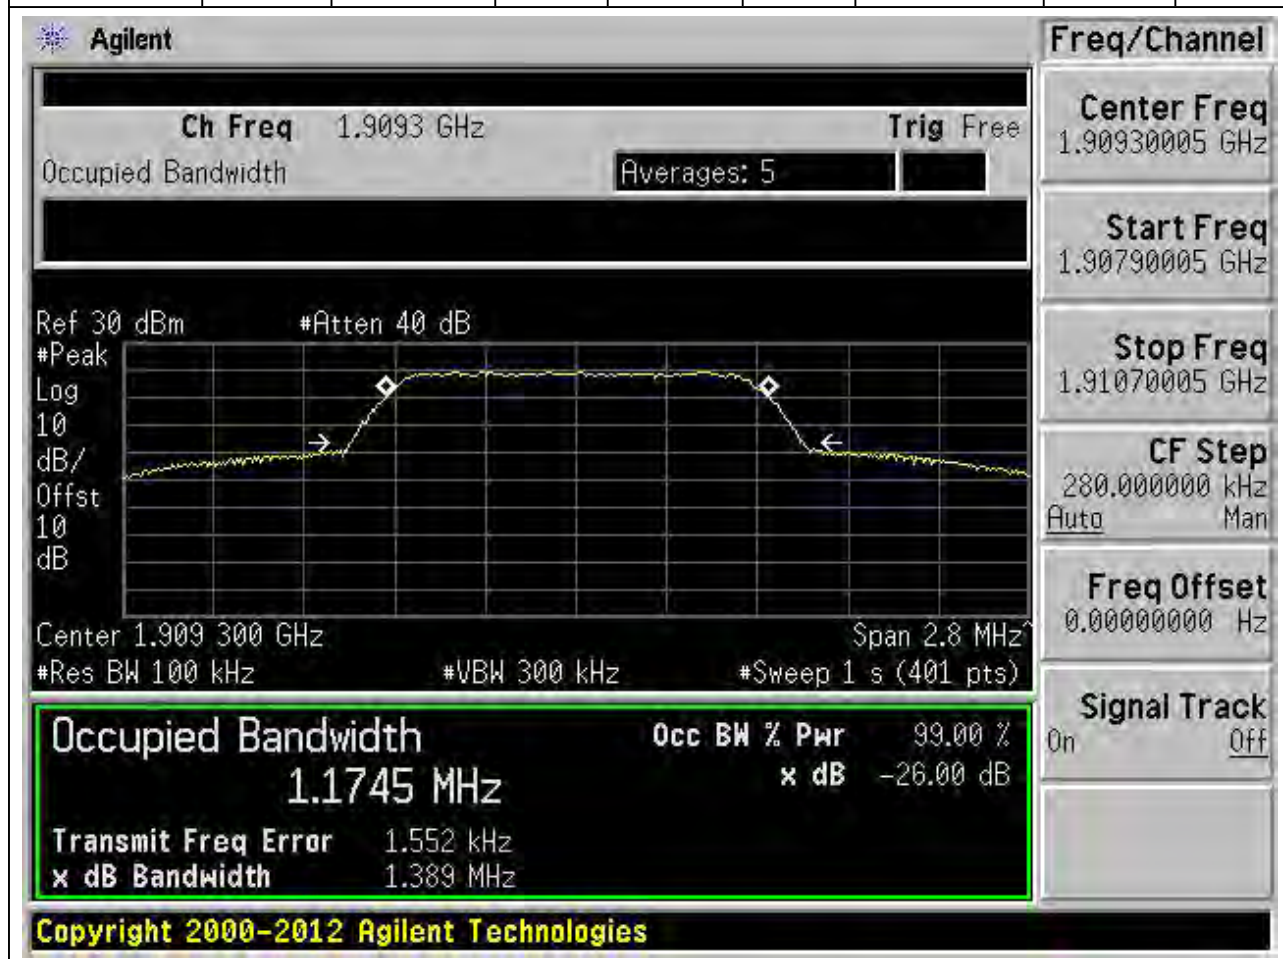 Agilent
Freq/Channel
Ch Freq 1.9093 GHz Trig Free
Occupied Bandwidth Averages: 5
Center Freq
1.90930005 GHz
Start Freq
1.90790005 GHz
Stop Freq
1.91070005 GHz
CF Step
280.000000 kHz
Auto Man
Freq Offset
0.00000000 Hz
Signal Track
On Off
Ref 30 dBm #Atten 40 dB
#Peak
Log
10
dB/
Offst
10
dB
Center 1.909 300 GHz Span 2.8 MHz^
#Res BW 100 kHz #VBW 300 kHz #Sweep 1 s (401 pts)
Occupied Bandwidth Occ BW % Pwr 99.00 %
1.1745 MHz x dB -26.00 dB
Transmit Freq Error 1.552 kHz
x dB Bandwidth 1.389 MHz
Copyright 2000-2012 Agilent Technologies